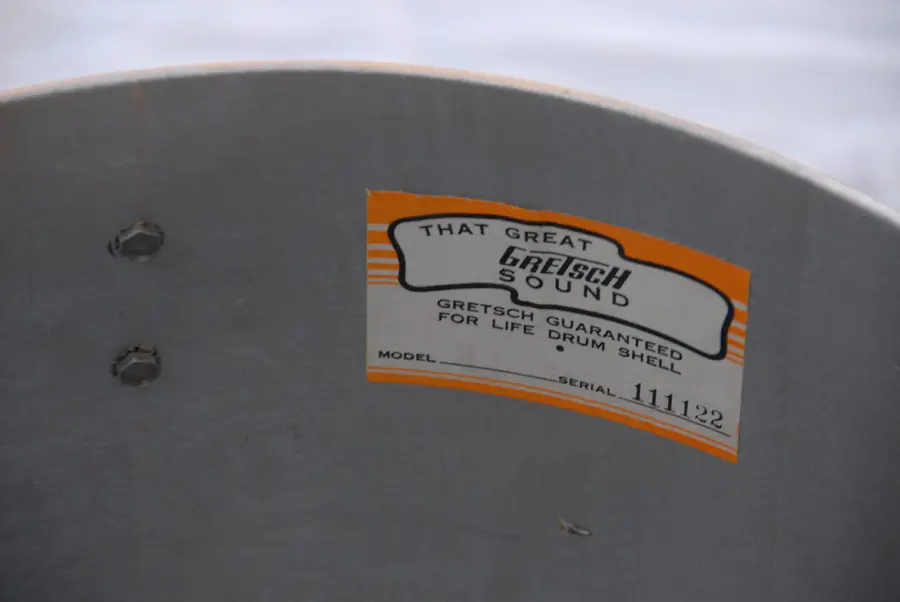 THAT GREAT
GRETSCH
SOUND
GRETSCH GUARANTEED
FOR LIFE DRUM SHELL
MODEL SERIAL 111122